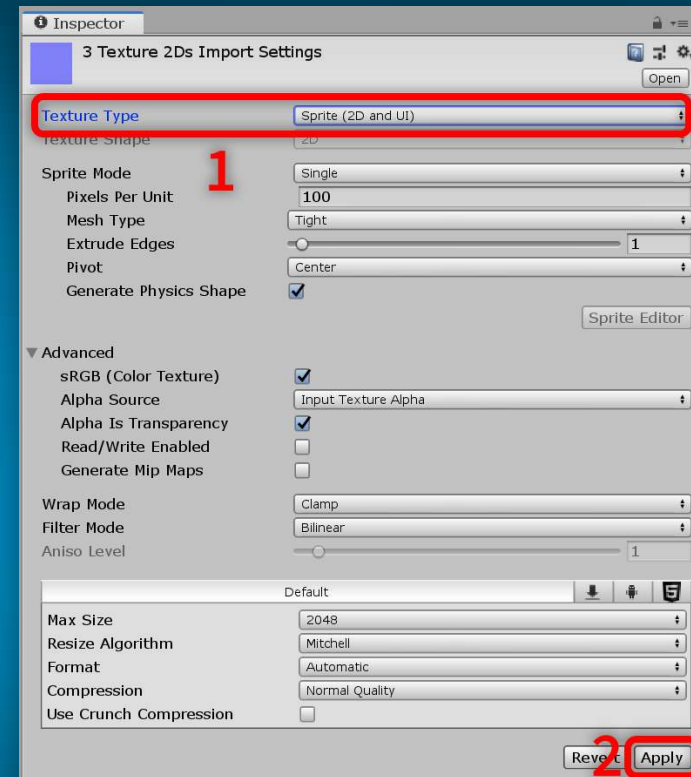 Inspector
3 Texture 2Ds Import Settings
Open
Texture Type Sprite (2D and UI)
Texture Shape 2D
1
Sprite Mode Single
Pixels Per Unit 100
Mesh Type Tight
Extrude Edges 1
Pivot Center
Generate Physics Shape
Sprite Editor
Advanced
sRGB (Color Texture)
Alpha Source Input Texture Alpha
Alpha Is Transparency
Read/Write Enabled
Generate Mip Maps
Wrap Mode Clamp
Filter Mode Bilinear
Aniso Level 1
Default
Max Size 2048
Resize Algorithm Mitchell
Format Automatic
Compression Normal Quality
Use Crunch Compression
Revert 2 Apply